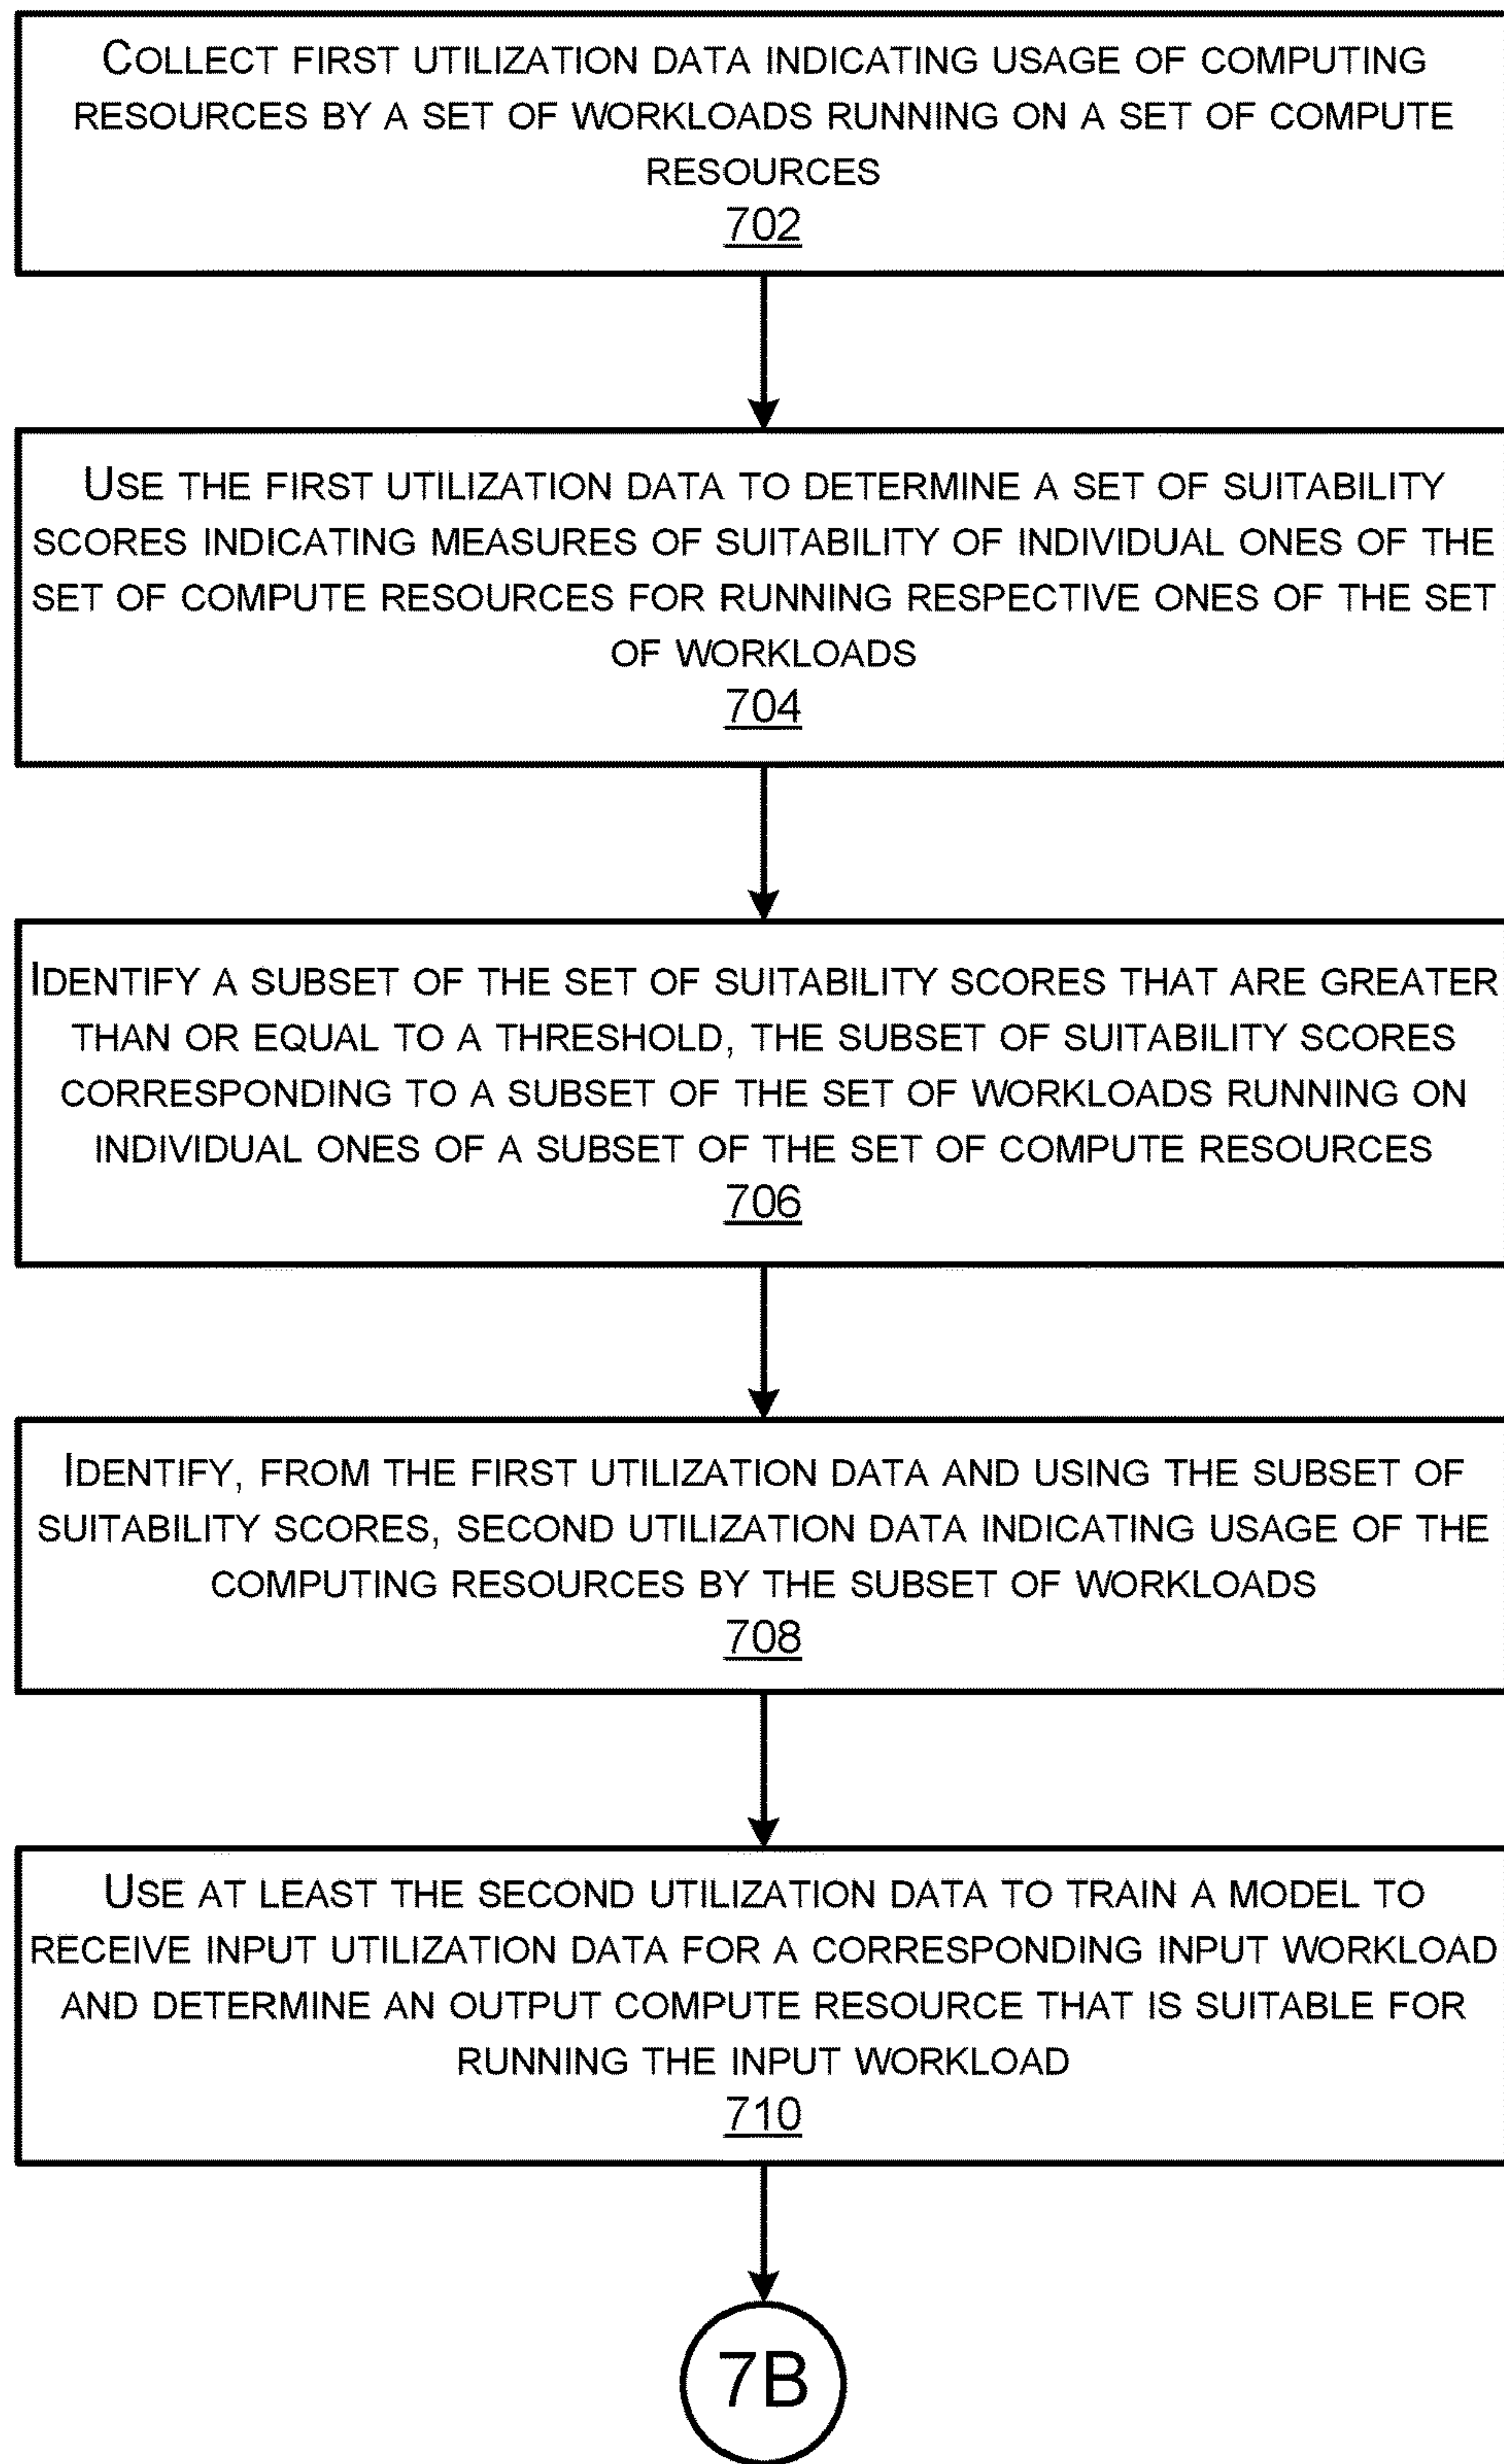 COLLECT FIRST UTILIZATION DATA INDICATING USAGE OF COMPUTING
RESOURCES BY A SET OF WORKLOADS RUNNING ON A SET OF COMPUTE
RESOURCES
702
USE THE FIRST UTILIZATION DATA TO DETERMINE A SET OF SUITABILITY
SCORES INDICATING MEASURES OF SUITABILITY OF INDIVIDUAL ONES OF THE
SET OF COMPUTE RESOURCES FOR RUNNING RESPECTIVE ONES OF THE SET
OF WORKLOADS
704
IDENTIFY A SUBSET OF THE SET OF SUITABILITY SCORES THAT ARE GREATER
THAN OR EQUAL TO A THRESHOLD, THE SUBSET OF SUITABILITY SCORES
CORRESPONDING TO A SUBSET OF THE SET OF WORKLOADS RUNNING ON
INDIVIDUAL ONES OF A SUBSET OF THE SET OF COMPUTE RESOURCES
706
IDENTIFY, FROM THE FIRST UTILIZATION DATA AND USING THE SUBSET OF
SUITABILITY SCORES, SECOND UTILIZATION DATA INDICATING USAGE OF THE
COMPUTING RESOURCES BY THE SUBSET OF WORKLOADS
708
USE AT LEAST THE SECOND UTILIZATION DATA TO TRAIN A MODEL TO
RECEIVE INPUT UTILIZATION DATA FOR A CORRESPONDING INPUT WORKLOAD
AND DETERMINE AN OUTPUT COMPUTE RESOURCE THAT IS SUITABLE FOR
RUNNING THE INPUT WORKLOAD
710
7B